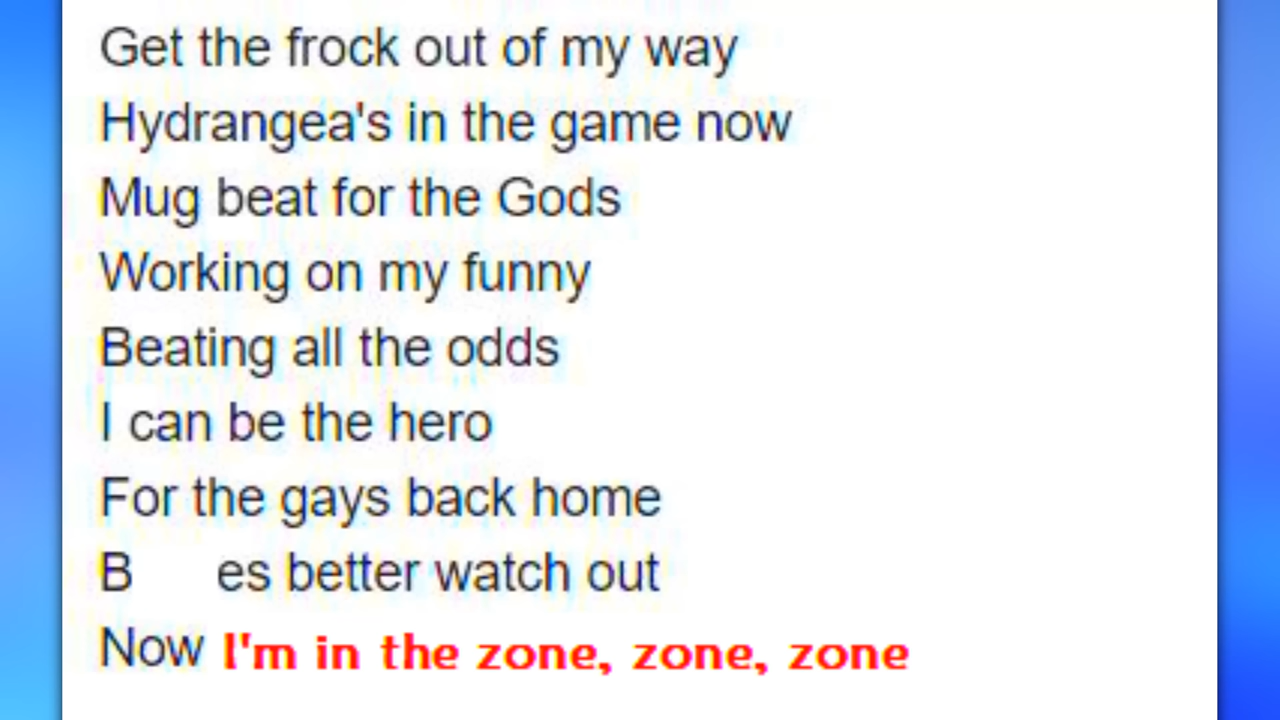 Get the frock out of my way
Hydrangea's in the game now
Mug beat for the Gods
Working on my funny
Beating all the odds
I can be the hero
For the gays back home
B es better watch out
Now I'm in the zone, zone, zone